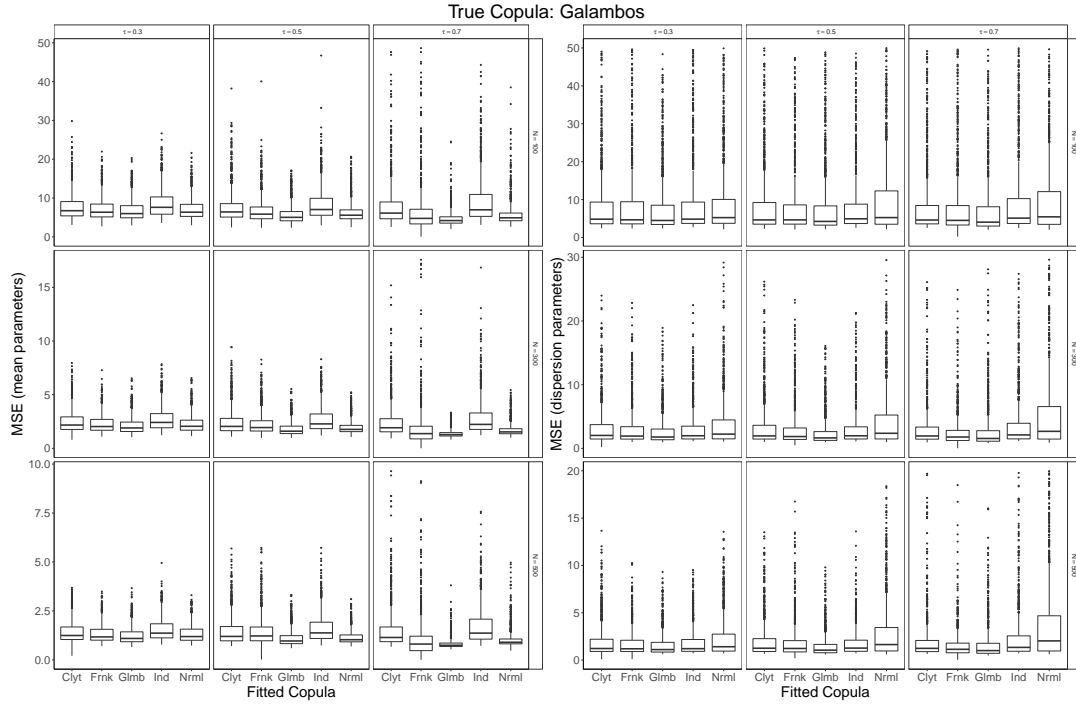 True Copula: Galambos
τ = 0.3 τ = 0.5 τ = 0.7
MSE (mean parameters)
50
40
30
20
10
0
N = 100
15
10
5
0
N = 300
10.0
7.5
5.0
2.5
0.0
N = 500
Clyt Frnk Glmb Ind Nrml Clyt Frnk Glmb Ind Nrml Clyt Frnk Glmb Ind Nrml
Fitted Copula
τ = 0.3 τ = 0.5 τ = 0.7
MSE (dispersion parameters)
50
40
30
20
10
0
N = 100
30
20
10
0
N = 300
20
15
10
5
0
N = 500
Clyt Frnk Glmb Ind Nrml Clyt Frnk Glmb Ind Nrml Clyt Frnk Glmb Ind Nrml
Fitted Copula